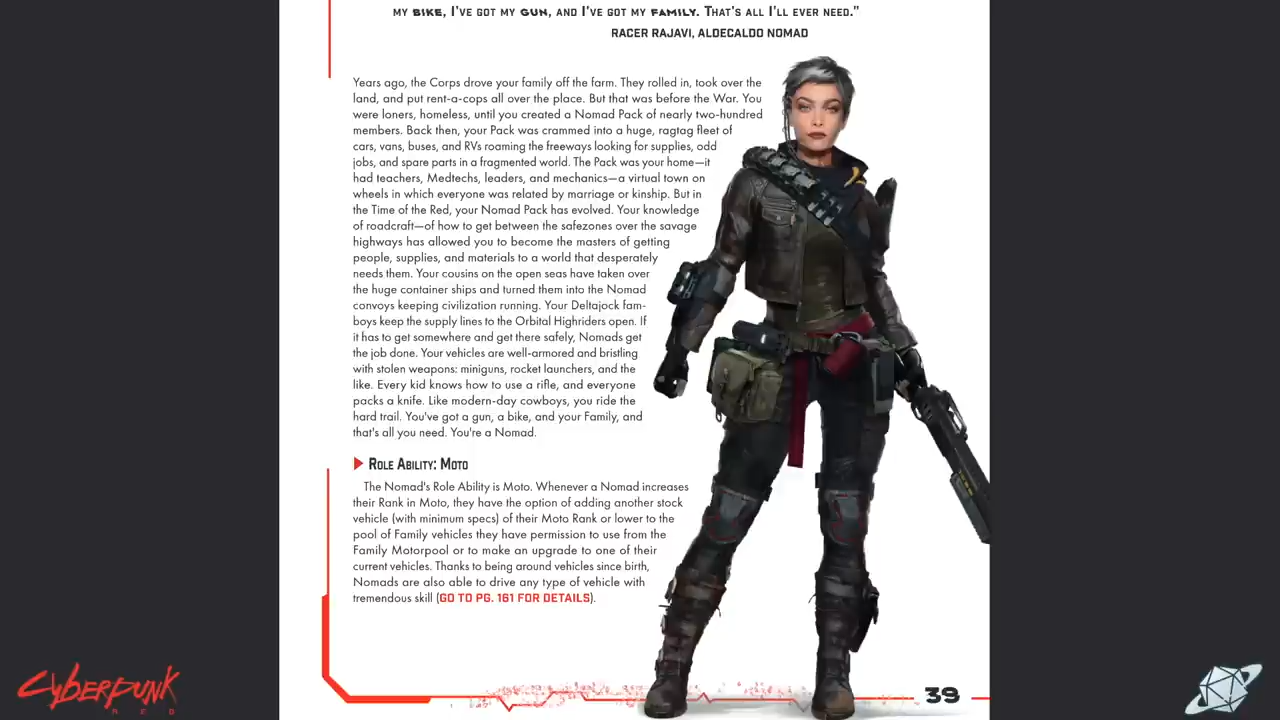 MY BIKE, I'VE GOT MY GUN, AND I'VE GOT MY FAMILY. THAT'S ALL I'LL EVER NEED."
RACER RAJAVI, ALDECALDO NOMAD
Years ago, the Corps drove your family off the farm. They rolled in, took over the
land, and put rent-a-cops all over the place. But that was before the War. You
were loners, homeless, until you created a Nomad Pack of nearly two-hundred
members. Back then, your Pack was crammed into a huge, ragtag fleet of
cars, vans, buses, and RVs roaming the freeways looking for supplies, odd
jobs, and spare parts in a fragmented world. The Pack was your home—it
had teachers, Medtechs, leaders, and mechanics—a virtual town on
wheels in which everyone was related by marriage or kinship. But in
the Time of the Red, your Nomad Pack has evolved. Your knowledge
of roadcraft—of how to get between the safezones over the savage
highways has allowed you to become the masters of getting
people, supplies, and materials to a world that desperately
needs them. Your cousins on the open seas have taken over
the huge container ships and turned them into the Nomad
convoys keeping civilization running. Your Deltajock fam-
boys keep the supply lines to the Orbital Highriders open. If
it has to get somewhere and get there safely, Nomads get
the job done. Your vehicles are well-armored and bristling
with stolen weapons: miniguns, rocket launchers, and the
like. Every kid knows how to use a rifle, and everyone
packs a knife. Like modern-day cowboys, you ride the
hard trail. You've got a gun, a bike, and your Family, and
that's all you need. You're a Nomad.
ROLE ABILITY: MOTO
The Nomad's Role Ability is Moto. Whenever a Nomad increases
their Rank in Moto, they have the option of adding another stock
vehicle (with minimum specs) of their Moto Rank or lower to the
pool of Family vehicles they have permission to use from the
Family Motorpool or to make an upgrade to one of their
current vehicles. Thanks to being around vehicles since birth,
Nomads are also able to drive any type of vehicle with
tremendous skill (GO TO PG. 161 FOR DETAILS).
39
CYBERPUNK
RED